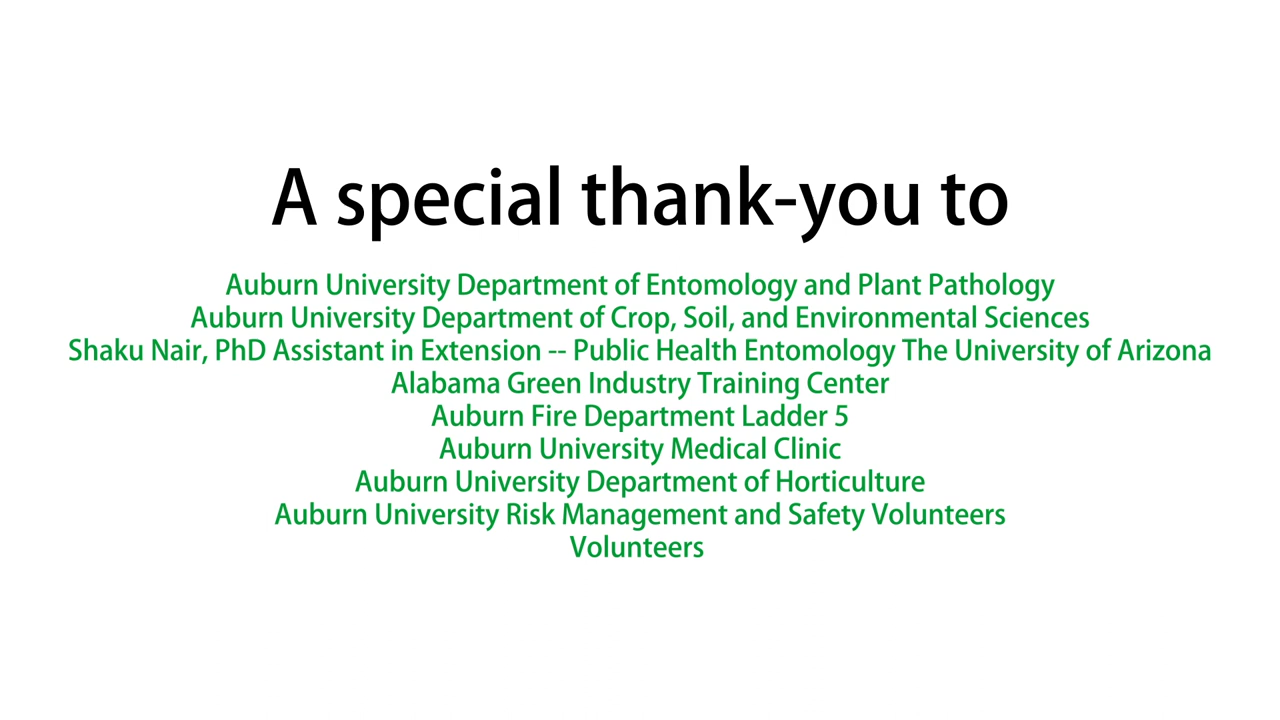 A special thank-you to
Auburn University Department of Entomology and Plant Pathology
Auburn University Department of Crop, Soil, and Environmental Sciences
Shaku Nair, PhD Assistant in Extension -- Public Health Entomology The University of Arizona
Alabama Green Industry Training Center
Auburn Fire Department Ladder 5
Auburn University Medical Clinic
Auburn University Department of Horticulture
Auburn University Risk Management and Safety Volunteers
Volunteers